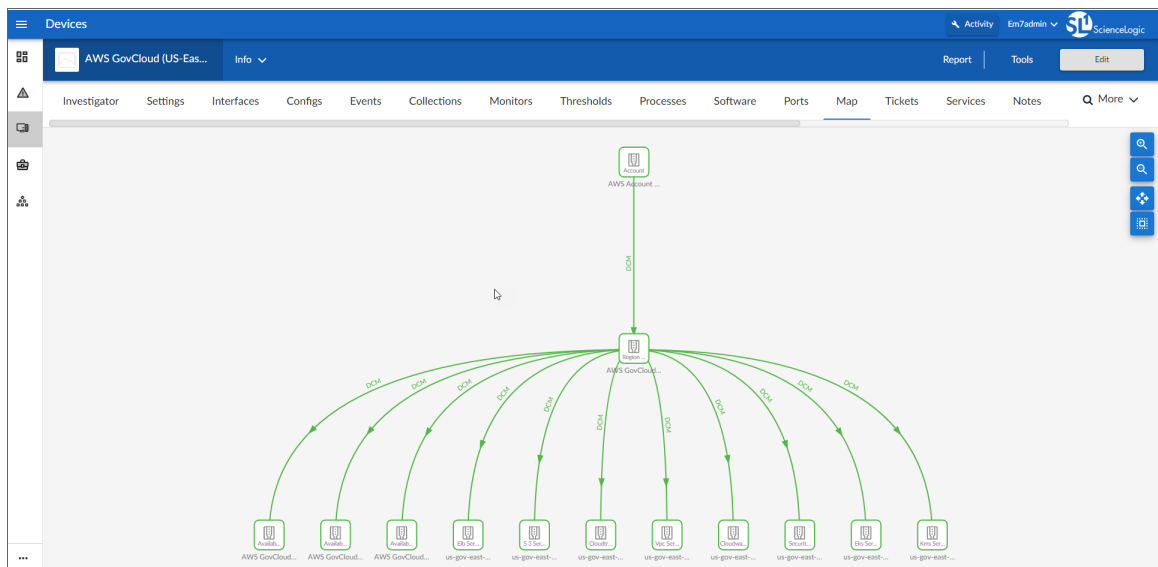 Devices
Activity
Em7admin
SL1 ScienceLogic
AWS GovCloud (US-Eas...
Info
Report
Tools
Edit
Investigator
Settings
Interfaces
Configs
Events
Collections
Monitors
Thresholds
Processes
Software
Ports
Map
Tickets
Services
Notes
More
Account
AWS Account ...
DCM
Region ...
AWS GovCloud...
DCM
DCM
DCM
DCM
DCM
DCM
DCM
DCM
DCM
DCM
DCM
Availab...
Availab...
Availab...
Elb Ser...
S 3 Ser...
Cloudtr...
Vpc Ser...
Cloudwa...
Securit...
Eks Ser...
Kms Ser...
AWS GovCloud...
AWS GovCloud...
AWS GovCloud...
us-gov-east-...
us-gov-east-...
us-gov-east-...
us-gov-east-...
us-gov-east-...
us-gov-east-...
us-gov-east-...
us-gov-east-...